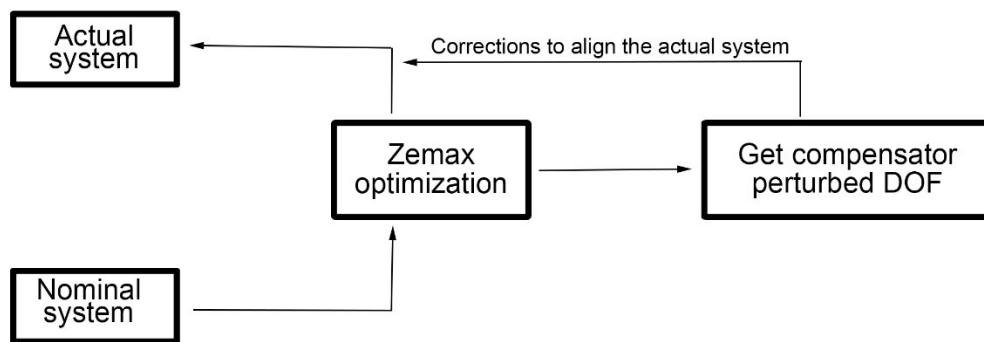 Actual
system
Corrections to align the actual system
Zemax
optimization
Get compensator
perturbed DOF
Nominal
system